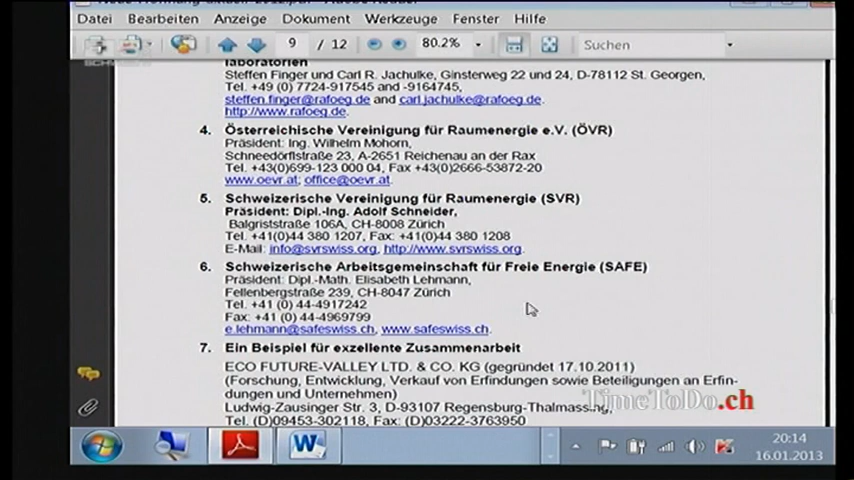 Datei Bearbeiten Anzeige Dokument Werkzeuge Fenster Hilfe
9 / 12 80.2% Suchen
laboratorien
Steffen Finger und Carl R. Jachulke, Ginsterweg 22 und 24, D-78112 St. Georgen,
Tel. +49 (0) 7724-917545 and -9164745,
steffen.finger@rafoeg.de and carl.jachulke@rafoeg.de.
http://www.rafoeg.de.
4. Österreichische Vereinigung für Raumenergie e.V. (ÖVR)
Präsident: Ing. Wilhelm Mohorn,
Schneedörflstraße 23, A-2651 Reichenau an der Rax
Tel. +43(0)699-123 000 04, Fax +43(0)2666-53872-20
www.oevr.at; office@oevr.at.
5. Schweizerische Vereinigung für Raumenergie (SVR)
Präsident: Dipl.-Ing. Adolf Schneider,
Balgriststraße 106A, CH-8008 Zürich
Tel. +41(0)44 380 1207, Fax: +41(0)44 380 1208
E-Mail: info@svrswiss.org, http://www.svrswiss.org.
6. Schweizerische Arbeitsgemeinschaft für Freie Energie (SAFE)
Präsident: Dipl.-Math. Elisabeth Lehmann,
Fellenbergstraße 239, CH-8047 Zürich
Tel. +41 (0) 44-4917242
Fax: +41 (0) 44-4969799
e.lehmann@safeswiss.ch, www.safeswiss.ch.
7. Ein Beispiel für exzellente Zusammenarbeit
ECO FUTURE-VALLEY LTD. & CO. KG (gegründet 17.10.2011)
(Forschung, Entwicklung, Verkauf von Erfindungen sowie Beteiligungen an Erfin-
dungen und Unternehmen)
TimeToDo.ch
Ludwig-Zausinger Str. 3, D-93107 Regensburg-Thalmassing,
Tel. (D)09453-302118, Fax: (D)03222-3763950
20:14
16.01.2013